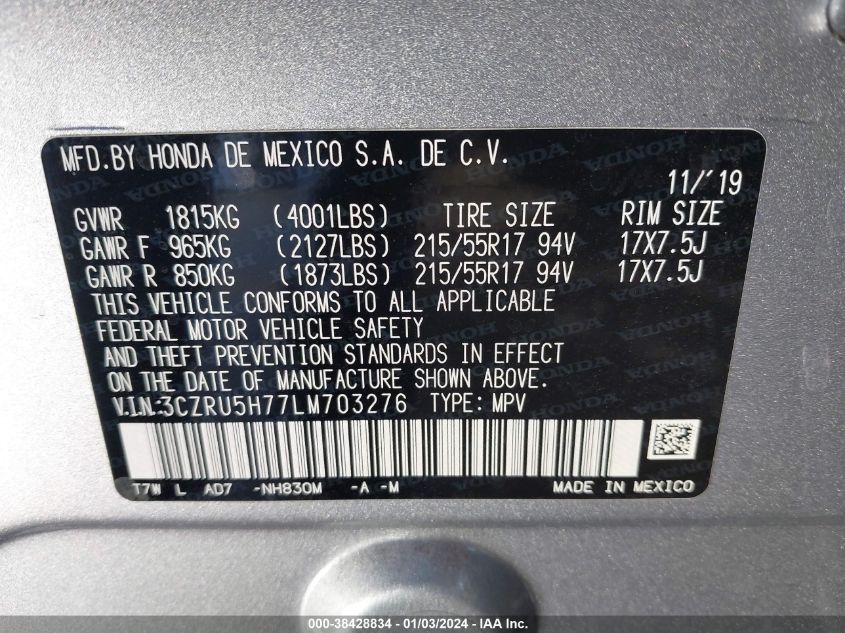 MFD.BY HONDA DE MEXICO S.A. DE C.V.
11/'19
GVWR 1815KG (4001LBS) TIRE SIZE RIM SIZE
GAWR F 965KG (2127LBS) 215/55R17 94V 17X7.5J
GAWR R 850KG (1873LBS) 215/55R17 94V 17X7.5J
THIS VEHICLE CONFORMS TO ALL APPLICABLE
FEDERAL MOTOR VEHICLE SAFETY
AND THEFT PREVENTION STANDARDS IN EFFECT
ON THE DATE OF MANUFACTURE SHOWN ABOVE.
V.I.N:3CZRU5H77LM703276 TYPE: MPV
T7W L AD7 -NH830M -A -M MADE IN MEXICO
000-38428834 - 01/03/2024 - IAA Inc.